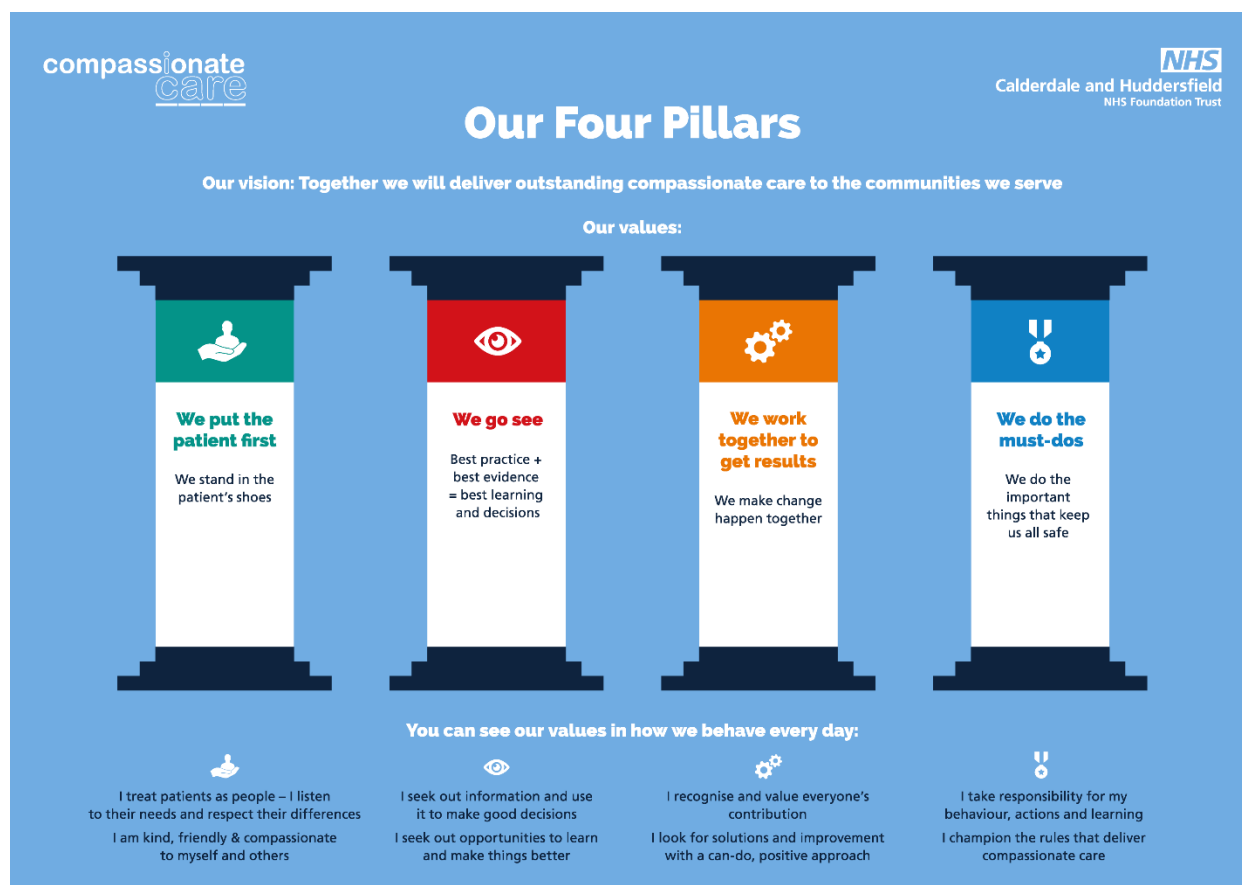 compassionate
care
NHS
Calderdale and Huddersfield
NHS Foundation Trust
Our Four Pillars
Our vision: Together we will deliver outstanding compassionate care to the communities we serve
Our values:
We put the
patient first
We stand in the
patient's shoes
We go see
Best practice +
best evidence
= best learning
and decisions
We work
together to
get results
We make change
happen together
We do the
must-dos
We do the
important
things that keep
us all safe
You can see our values in how we behave every day:
I treat patients as people – I listen
to their needs and respect their differences
I am kind, friendly & compassionate
to myself and others
I seek out information and use
it to make good decisions
I seek out opportunities to learn
and make things better
I recognise and value everyone's
contribution
I look for solutions and improvement
with a can-do, positive approach
I take responsibility for my
behaviour, actions and learning
I champion the rules that deliver
compassionate care